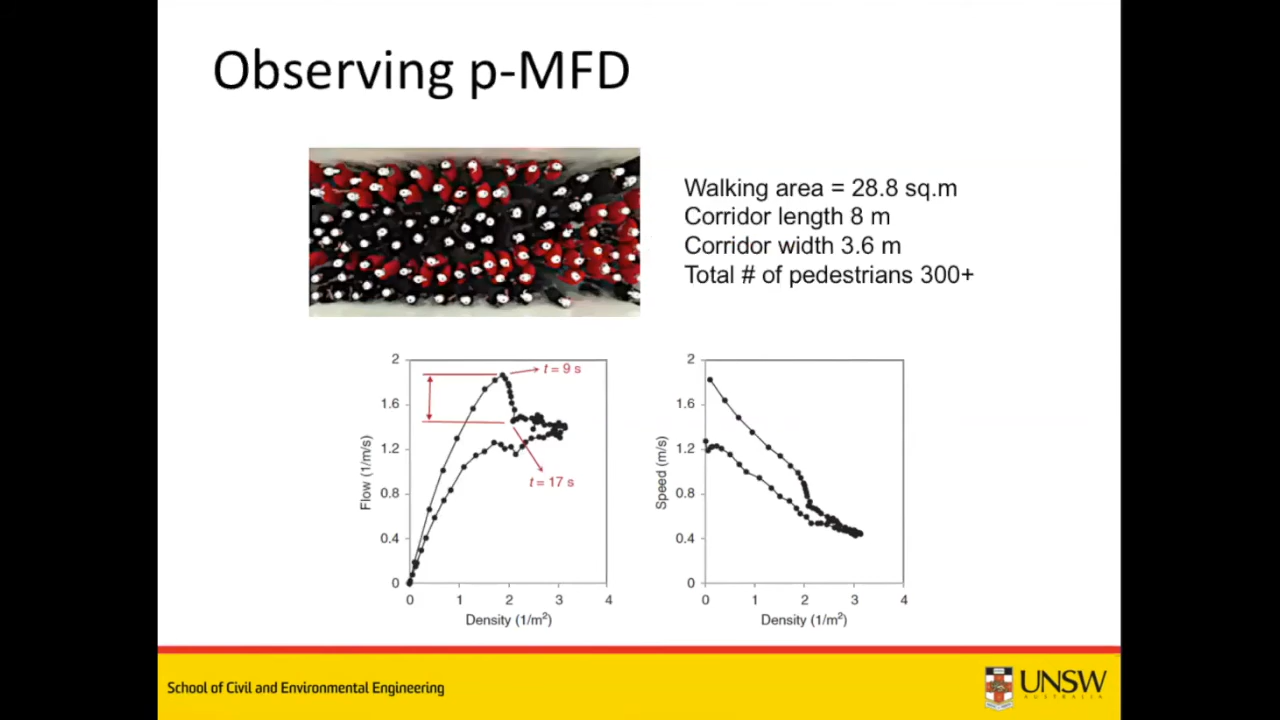 Observing p-MFD
Walking area = 28.8 sq.m
Corridor length 8 m
Corridor width 3.6 m
Total # of pedestrians 300+
2
1.6
1.2
0.8
0.4
0
0 1 2 3 4
Flow (1/m/s)
Density (1/m²)
t = 9 s
t = 17 s
2
1.6
1.2
0.8
0.4
0
0 1 2 3 4
Speed (m/s)
Density (1/m²)
School of Civil and Environmental Engineering
UNSW
AUSTRALIA